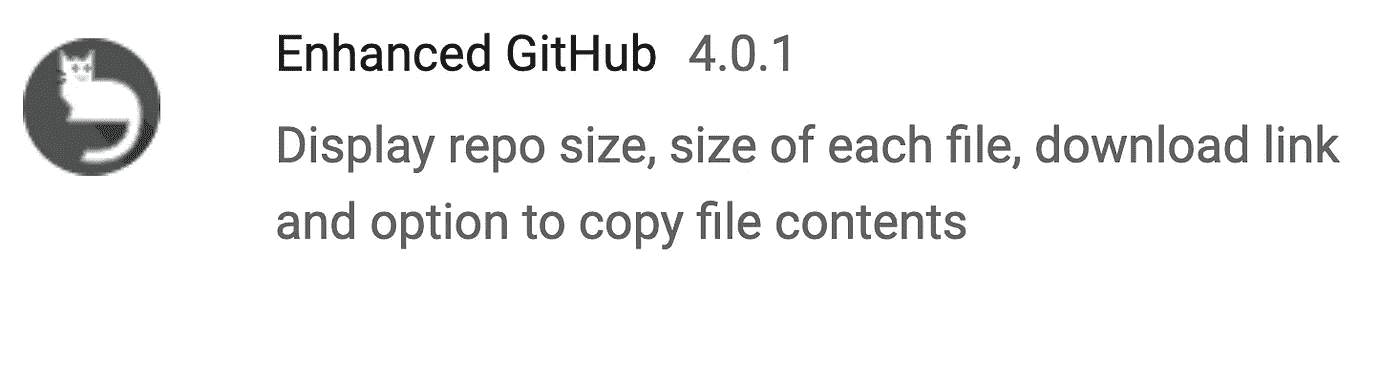 Enhanced GitHub 4.0.1
Display repo size, size of each file, download link
and option to copy file contents